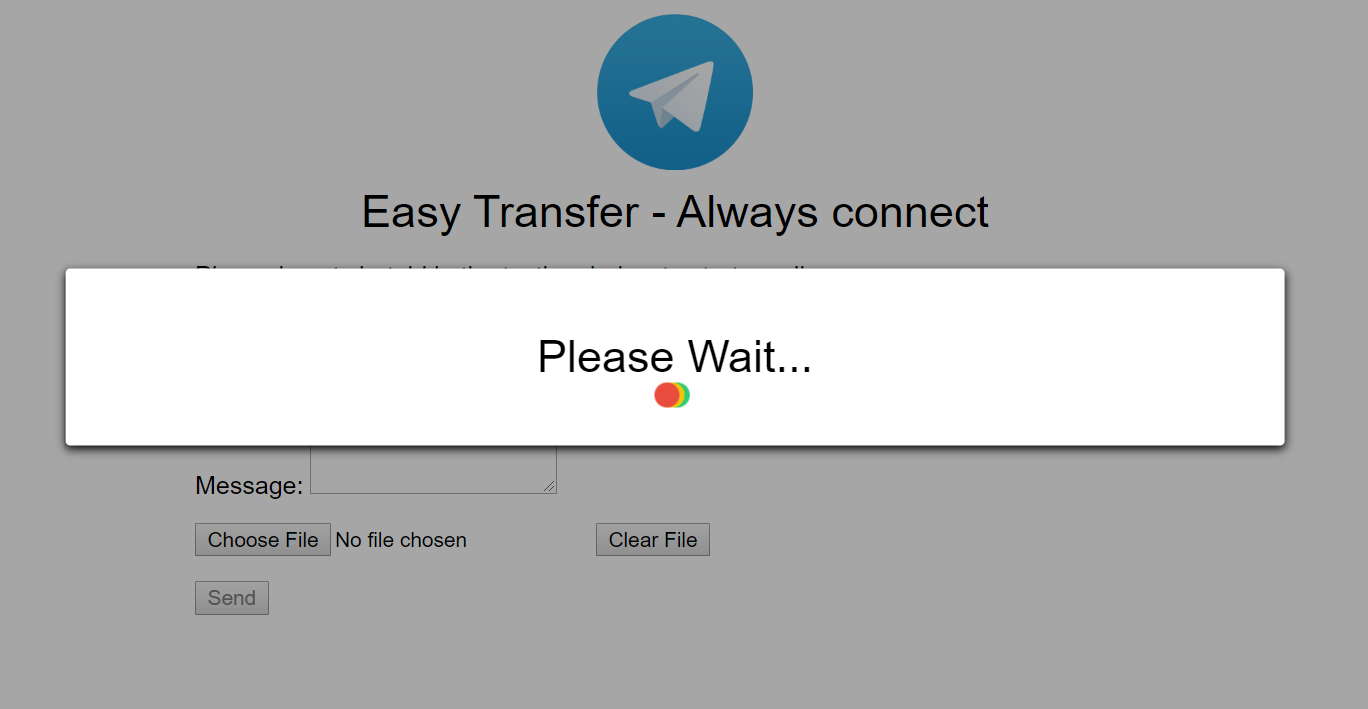 Easy Transfer - Always connect
Please Wait...
Message:
Choose File No file chosen Clear File
Send